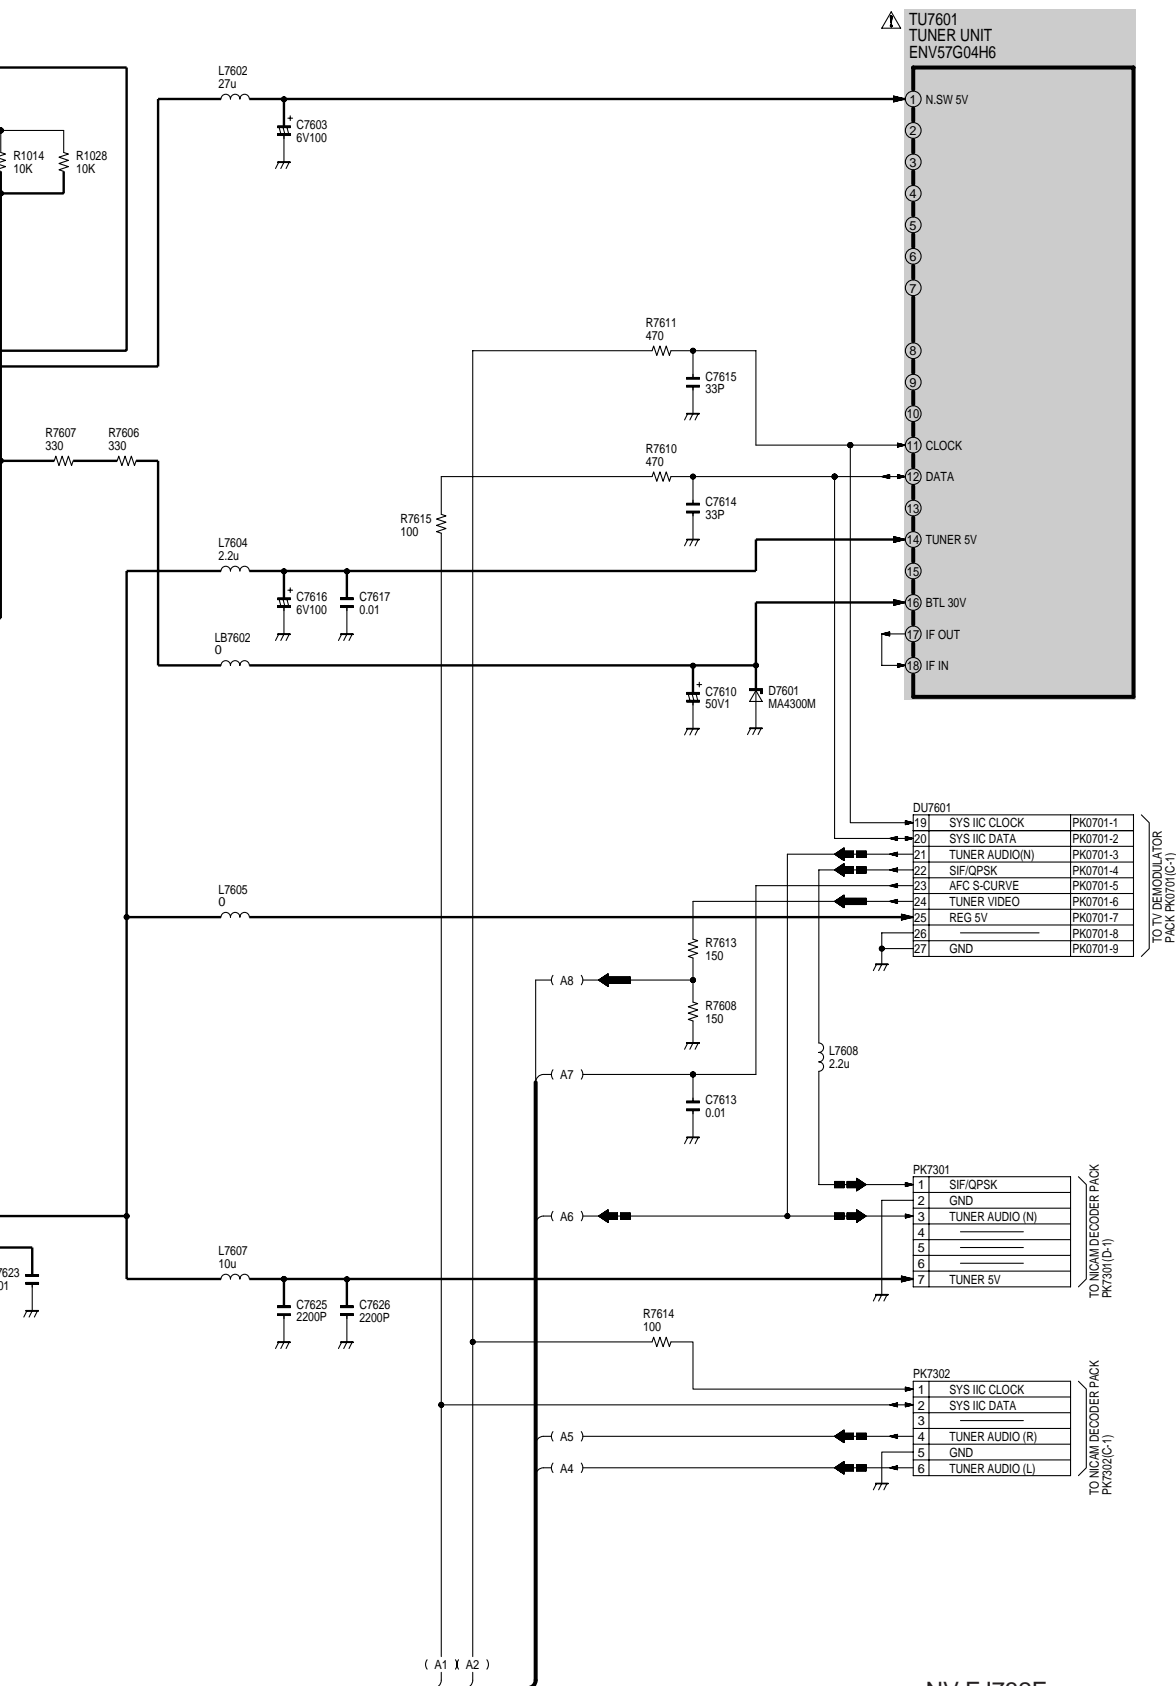 TU7601
TUNER UNIT
ENV57G04H6
L7602
27u
C7603
6V100
1 N.SW 5V
2
3
4
5
6
7
8
9
10
11 CLOCK
12 DATA
13
14 TUNER 5V
15
16 BTL 30V
17 IF OUT
18 IF IN
R1014
10K
R1028
10K
R7611
470
C7615
33P
R7607
330
R7606
330
R7610
470
C7614
33P
R7615
100
L7604
2.2u
C7616
6V100
C7617
0.01
LB7602
0
C7610
50V1
D7601
MA4300M
DU7601
19 SYS IIC CLOCK PK0701-1
20 SYS IIC DATA PK0701-2
21 TUNER AUDIO(N) PK0701-3
22 SIF/QPSK PK0701-4
23 AFC S-CURVE PK0701-5
24 TUNER VIDEO PK0701-6
25 REG 5V PK0701-7
26 PK0701-8
27 GND PK0701-9
TO TV DEMODULATOR
PACK PK0701(C-1)
L7605
0
R7613
150
( A8 )
R7608
150
L7608
2.2u
( A7 )
C7613
0.01
PK7301
1 SIF/QPSK
2 GND
3 TUNER AUDIO (N)
4
5
6
7 TUNER 5V
TO NICAM DECODER PACK
PK7301(D-1)
( A6 )
L7607
10u
C7625
2200P
C7626
2200P
R7614
100
PK7302
1 SYS IIC CLOCK
2 SYS IIC DATA
3
4 TUNER AUDIO (R)
5 GND
6 TUNER AUDIO (L)
TO NICAM DECODER PACK
PK7302(C-1)
( A5 )
( A4 )
( A1 )( A2 )